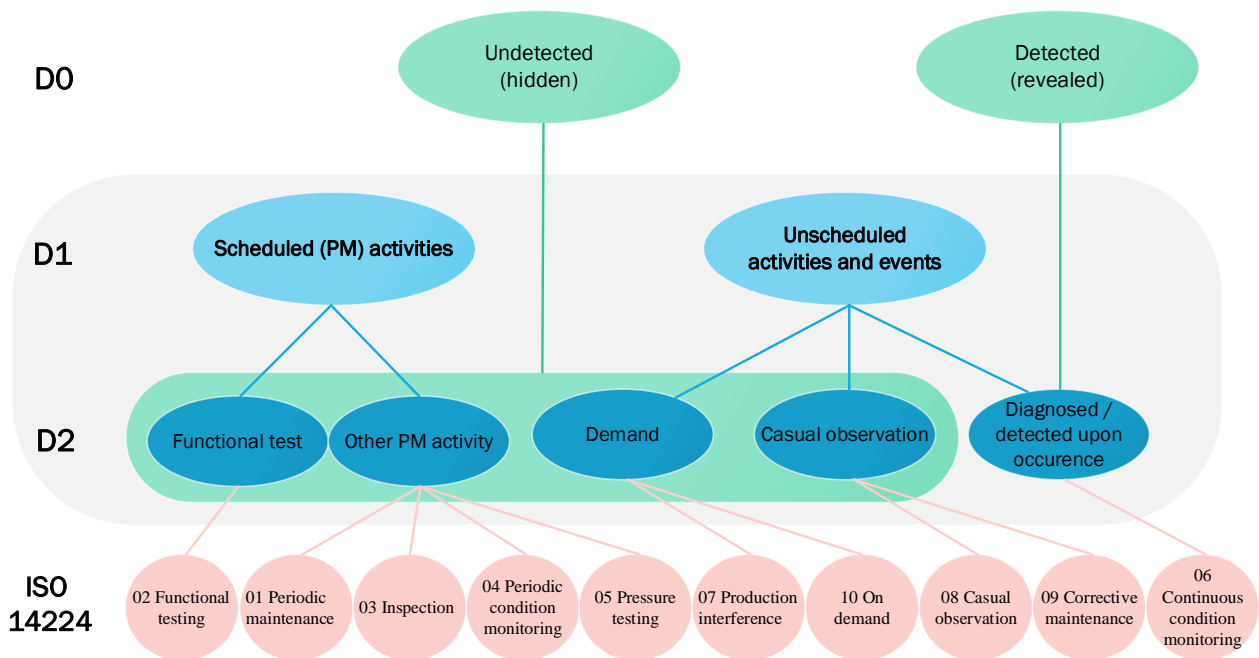 D0
Undetected
(hidden)
Detected
(revealed)
D1
Scheduled (PM) activities
Unscheduled
activities and events
D2
Functional test
Other PM activity
Demand
Casual observation
Diagnosed /
detected upon
occurence
ISO
14224
02 Functional
testing
01 Periodic
maintenance
03 Inspection
04 Periodic
condition
monitoring
05 Pressure
testing
07 Production
interference
10 On
demand
08 Casual
observation
09 Corrective
maintenance
06
Continuous
condition
monitoring